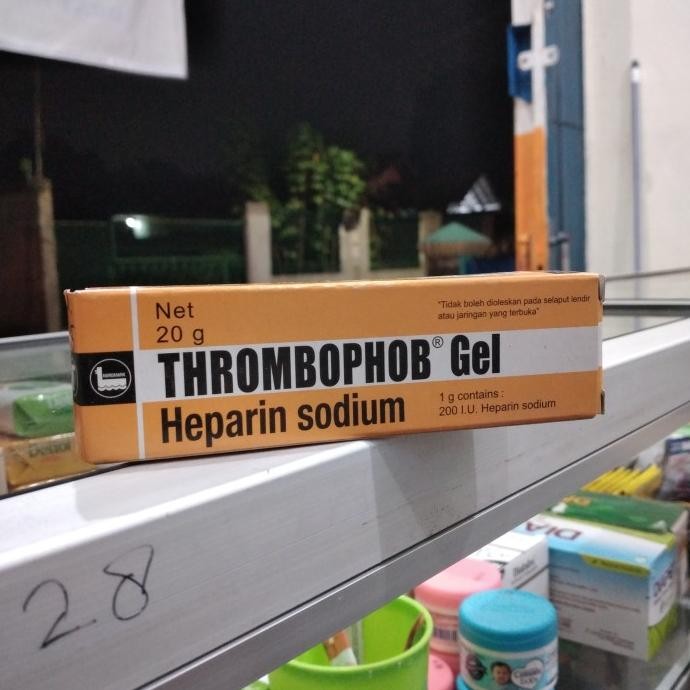 Net
20 g
"Tidak boleh dioleskan pada selaput lendir
atau jaringan yang terbuka"
THROMBOPHOB® Gel
Heparin sodium
1 g contains :
200 I.U. Heparin sodium
28
DIA